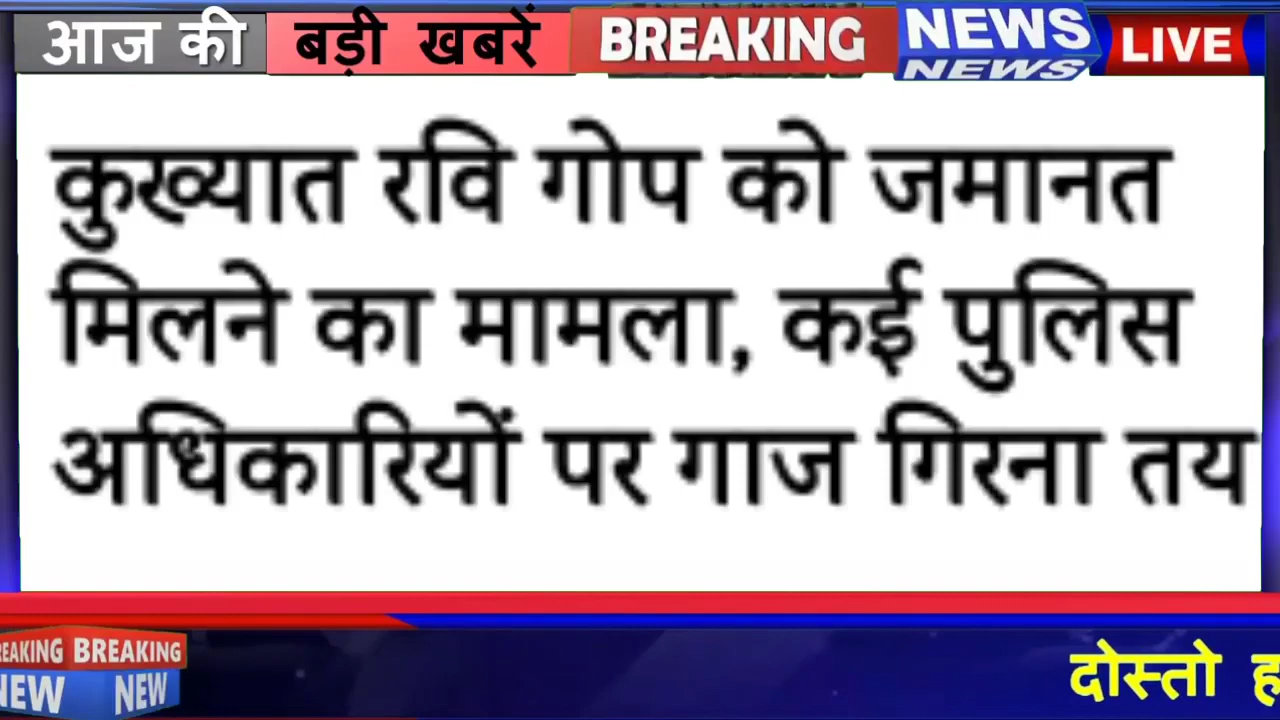 आज की बड़ी खबरें BREAKING NEWS LIVE
NEWS
कुख्यात रवि गोप को जमानत
मिलने का मामला, कई पुलिस
अधिकारियों पर गाज गिरना तय
BREAKING
NEW NEW
दोस्तो